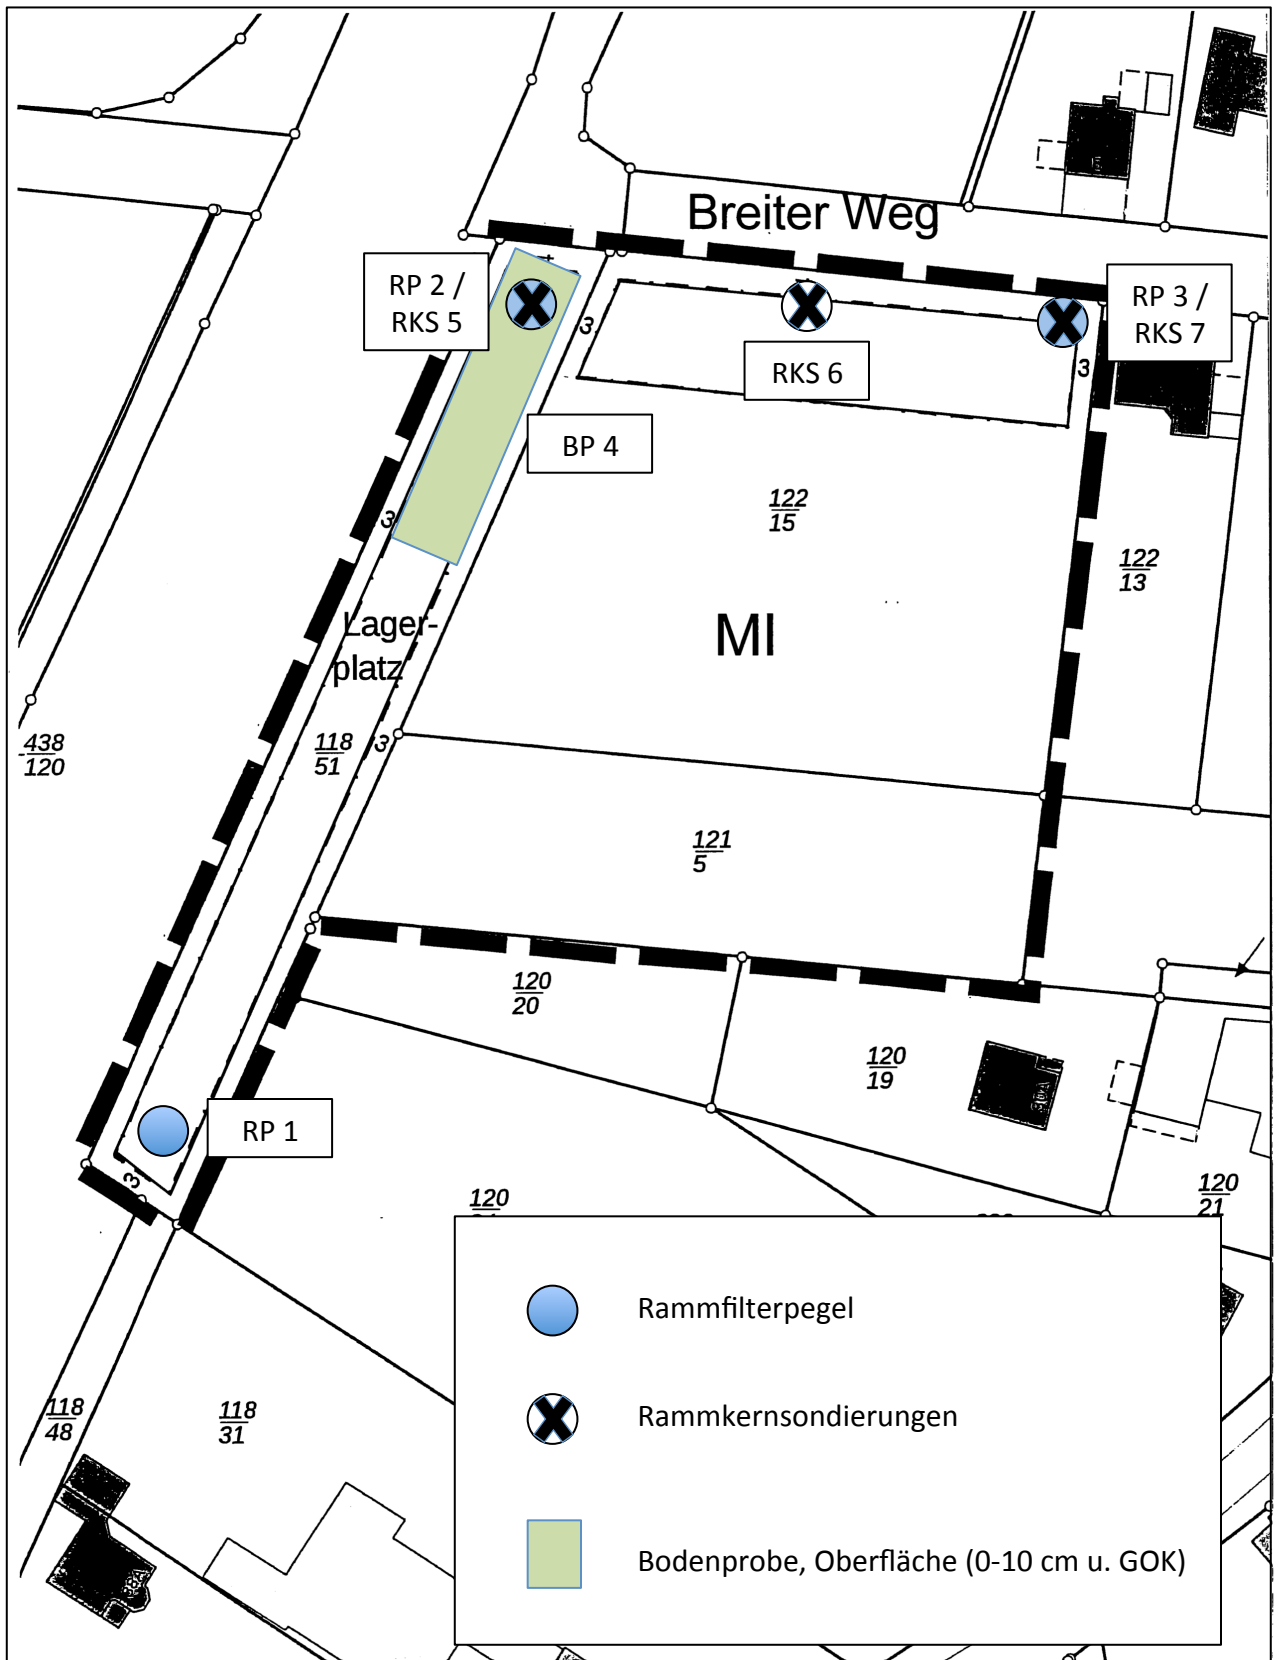 Breiter Weg
RP 2 /
RKS 5
RKS 6
RP 3 /
RKS 7
3
3
BP 4
122
15
3
122
13
Lager-
platz
MI
118
51
3
438
120
121
5
120
20
120
19
RP 1
3
120
120
21
118
48
118
31
Rammfilterpegel
Rammkernsondierungen
Bodenprobe, Oberfläche (0-10 cm u. GOK)